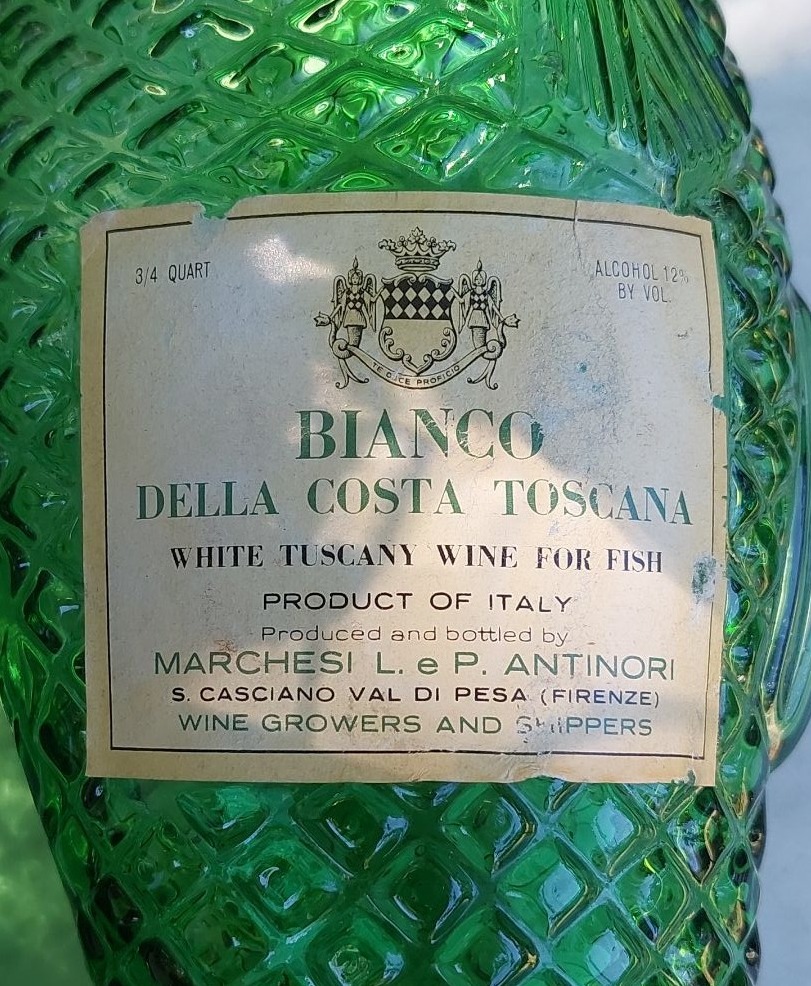 3/4 QUART
ALCOHOL 12%
BY VOL.
TE DUCE PROFICIO
BIANCO
DELLA COSTA TOSCANA
WHITE TUSCANY WINE FOR FISH
PRODUCT OF ITALY
Produced and bottled by
MARCHESI L. e P. ANTINORI
S. CASCIANO VAL DI PESA (FIRENZE)
WINE GROWERS AND SHIPPERS